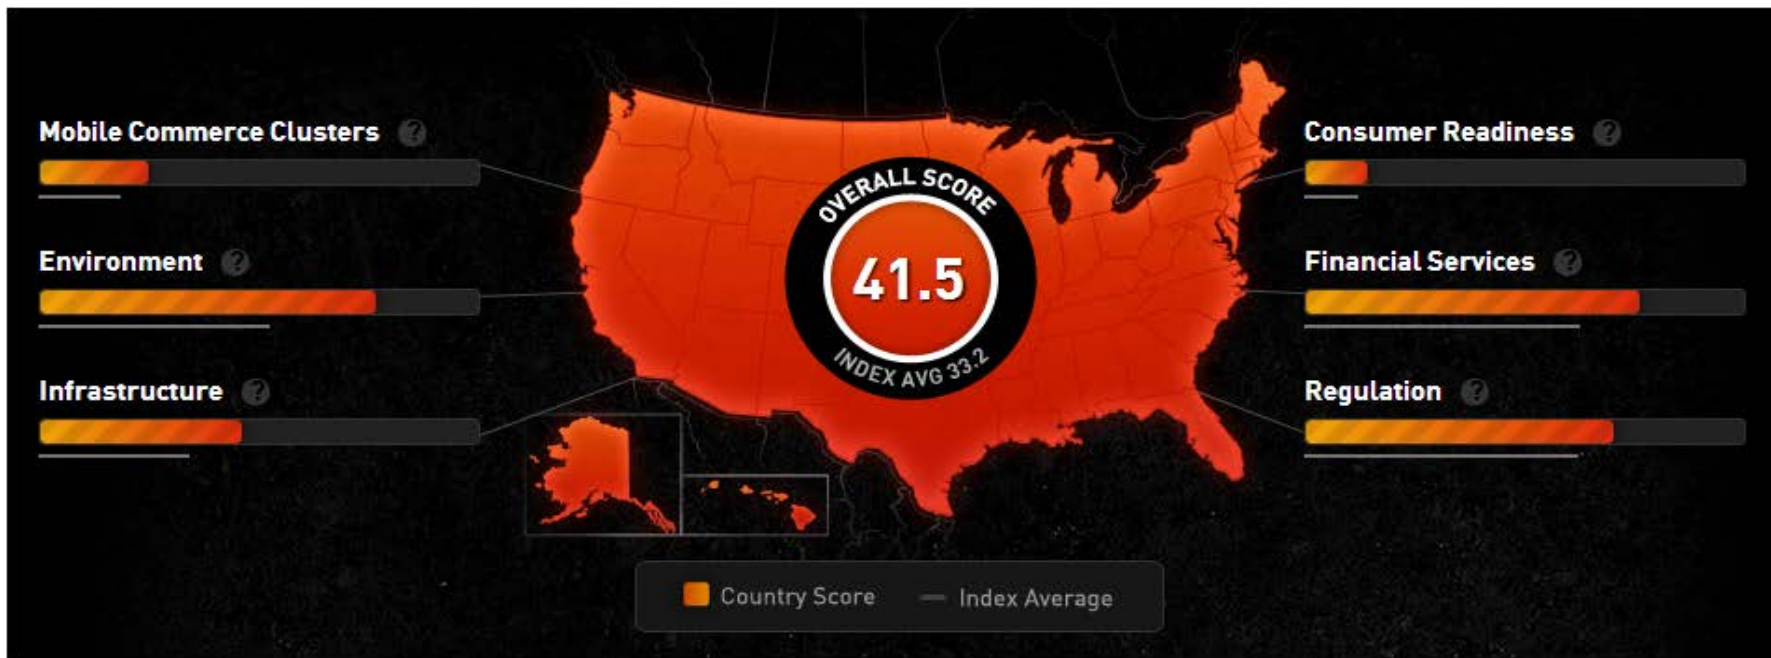 Mobile Commerce Clusters ?
Environment ?
Infrastructure ?
OVERALL SCORE
41.5
INDEX AVG 33.2
Consumer Readiness ?
Financial Services ?
Regulation ?
Country Score
Index Average